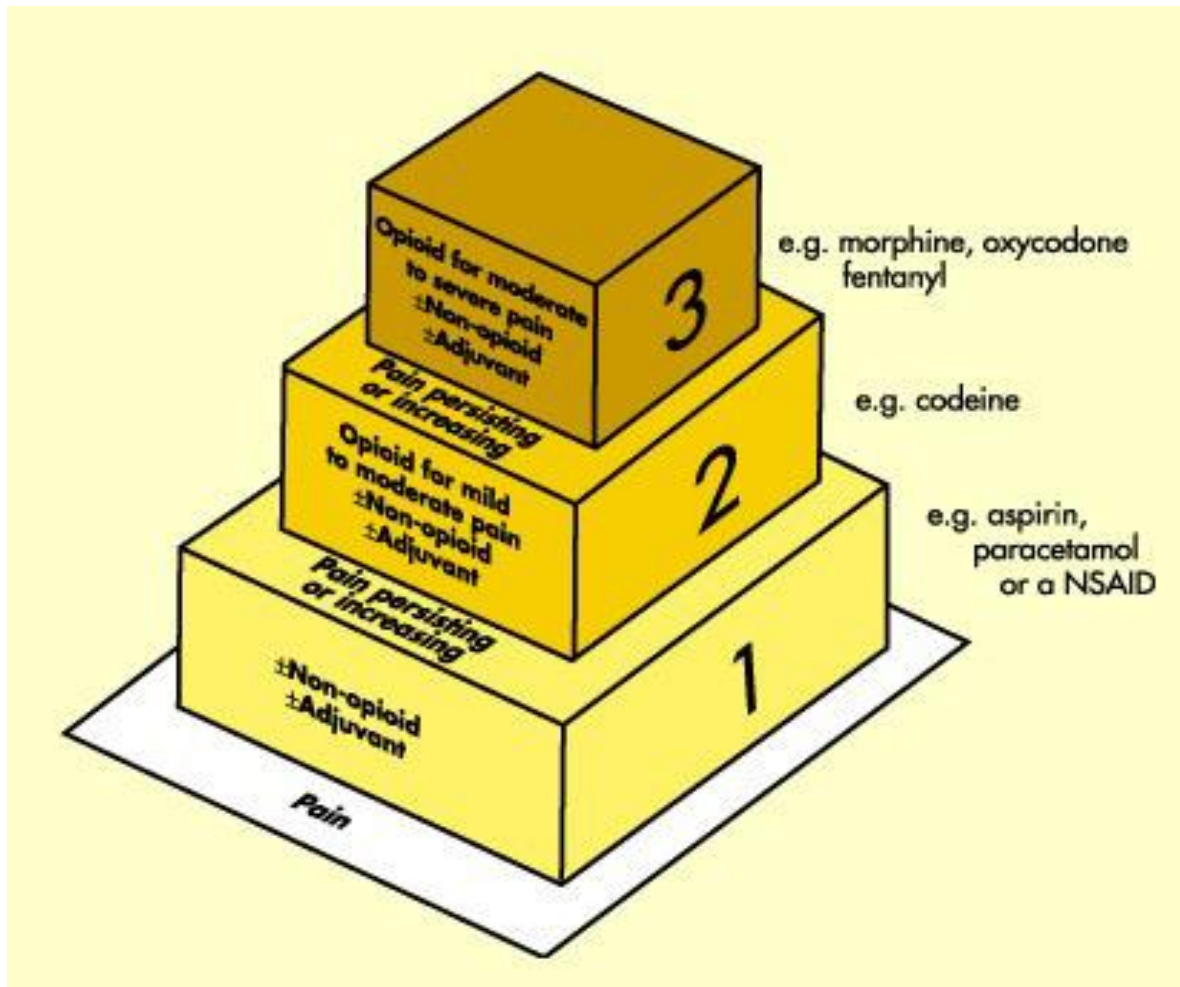 Opioid for moderate
to severe pain
±Non-opioid
±Adjuvant
3
e.g. morphine, oxycodone
fentanyl
Pain persisting
or increasing
Opioid for mild
to moderate pain
±Non-opioid
±Adjuvant
2
e.g. codeine
Pain persisting
or increasing
±Non-opioid
±Adjuvant
1
e.g. aspirin,
paracetamol
or a NSAID
Pain